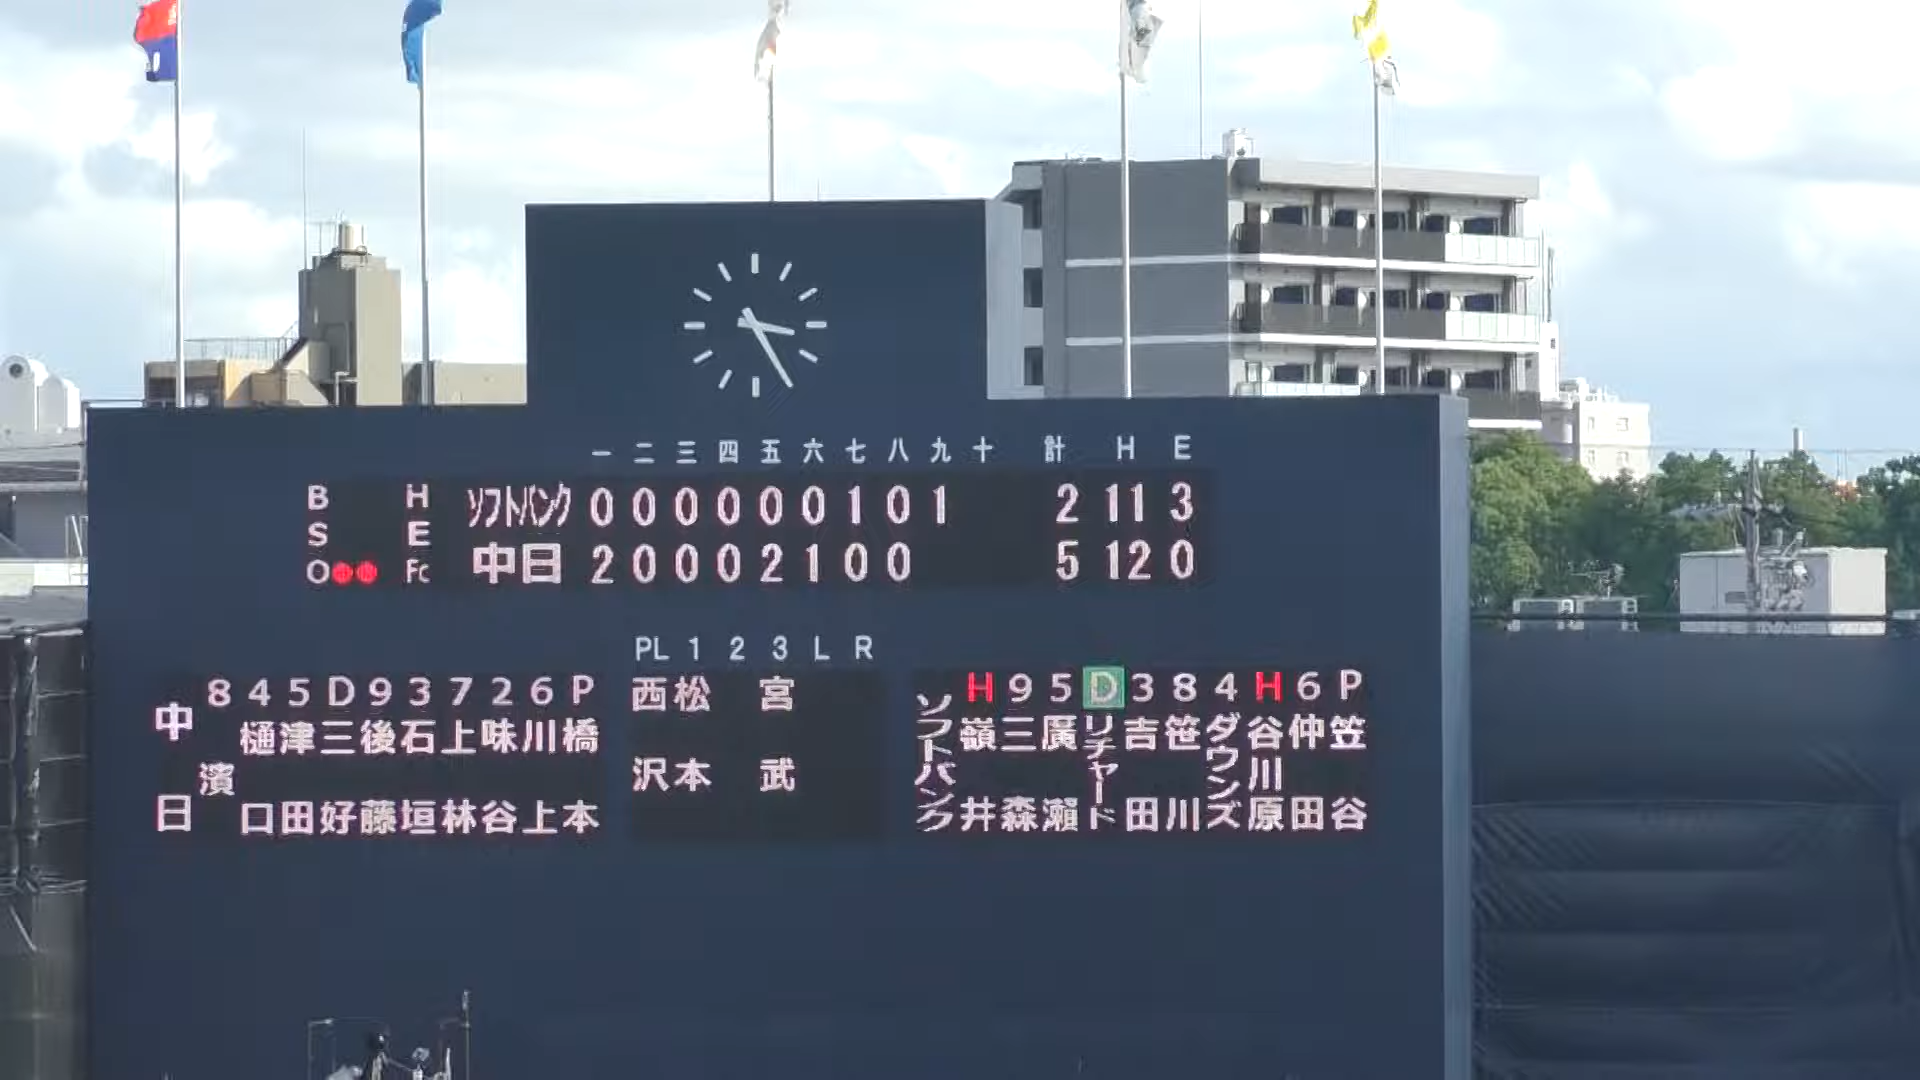 一 二 三 四 五 六 七 八 九 十 計 H E
B H ソフトバンク 0 0 0 0 0 0 1 0 1 2 11 3
S E
O Fc 中日 2 0 0 0 2 1 0 0 5 12 0
PL 1 2 3 L R
8 4 5 D 9 3 7 2 6 P
中日
濱
樋口
津田
三好
後藤
石垣
上林
味谷
川上
橋本
西沢
松本
宮武
H 9 5 D 3 8 4 H 6 P
ソフトバンク
嶺井
三森
廣瀨
リチャード
吉田
笹川
ダウンズ
谷川原
仲田
笠谷